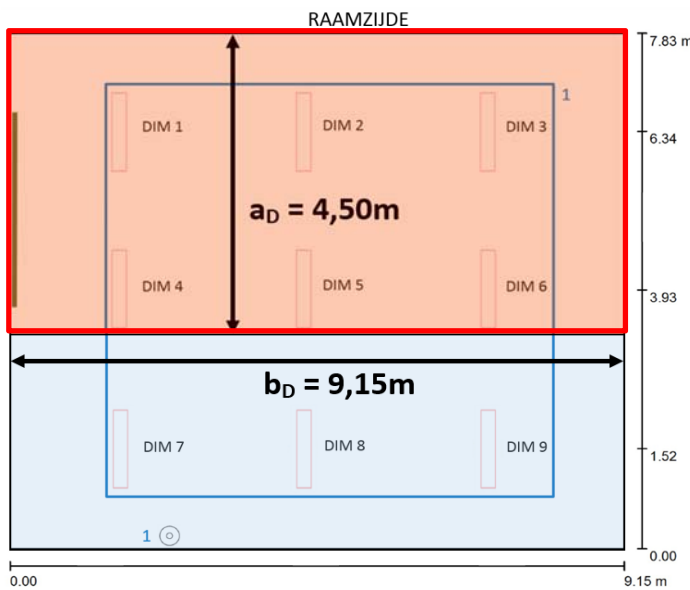 RAAMZIJDE
7.83 m
1
DIM 1 DIM 2 DIM 3
6.34
aD = 4,50m
DIM 4 DIM 5 DIM 6
3.93
bD = 9,15m
DIM 7 DIM 8 DIM 9
1.52
1
0.00
0.00 9.15 m